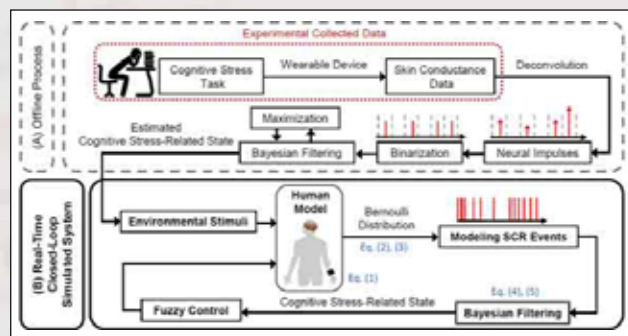 (A) Offline Process
Experimental Collected Data
Cognitive Stress
Task
Wearable Device
Skin Conductance
Data
Deconvolution
Neural Impulses
Binarization
Maximization
Bayesian Filtering
Estimated
Cognitive Stress-Related State
(B) Real-Time
Closed-Loop
Simulated System
Environmental Stimuli
Human
Model
Eq. (1)
Bernoulli
Distribution
Eq. (2), (3)
Modeling SCR Events
Eq. (4), (5)
Bayesian Filtering
Cognitive Stress-Related State
Fuzzy Control